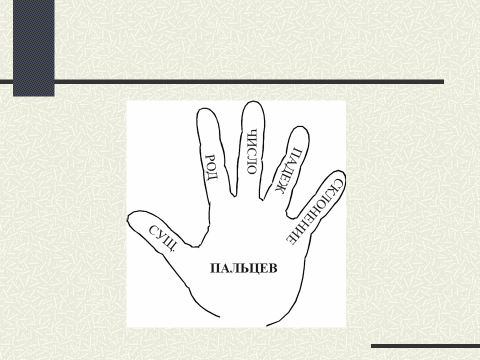 СУЩ.
РОД
ЧИСЛО
ПАДЕЖ
СКЛОНЕНИЕ
ПАЛЬЦЕВ